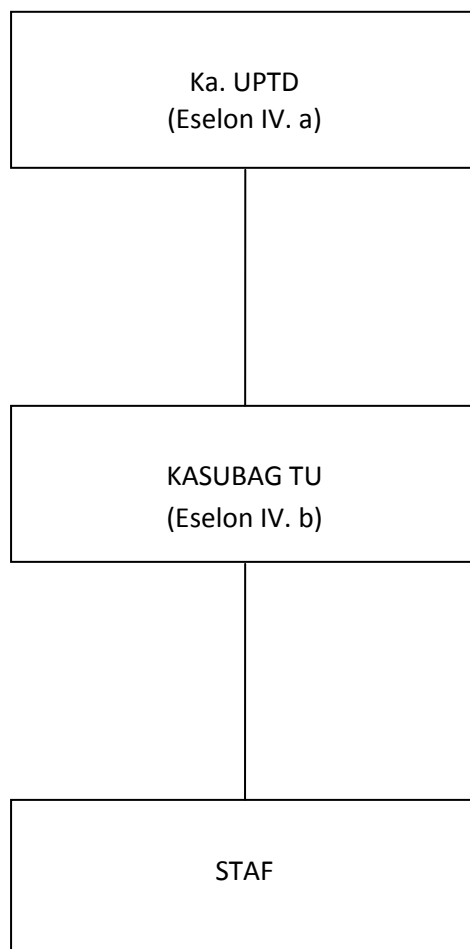 Ka. UPTD
(Eselon IV. a)
KASUBAG TU
(Eselon IV. b)
STAF